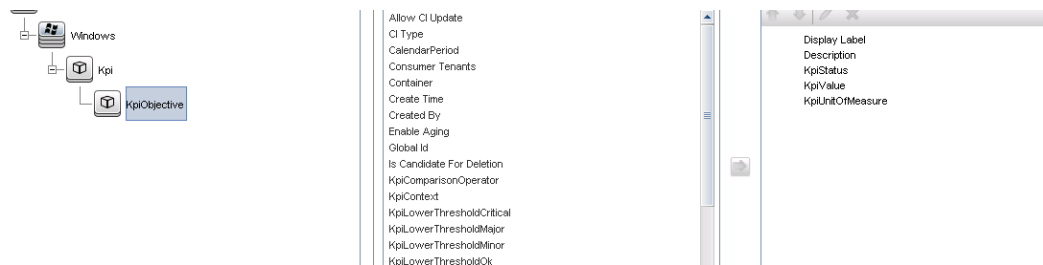 Windows
Kpi
KpiObjective
Allow CI Update
CI Type
CalendarPeriod
Consumer Tenants
Container
Create Time
Created By
Enable Aging
Global Id
Is Candidate For Deletion
KpiComparisonOperator
KpiContext
KpiLowerThresholdCritical
KpiLowerThresholdMajor
KpiLowerThresholdMinor
KpiLowerThresholdOk
Display Label
Description
KpiStatus
KpiValue
KpiUnitOfMeasure